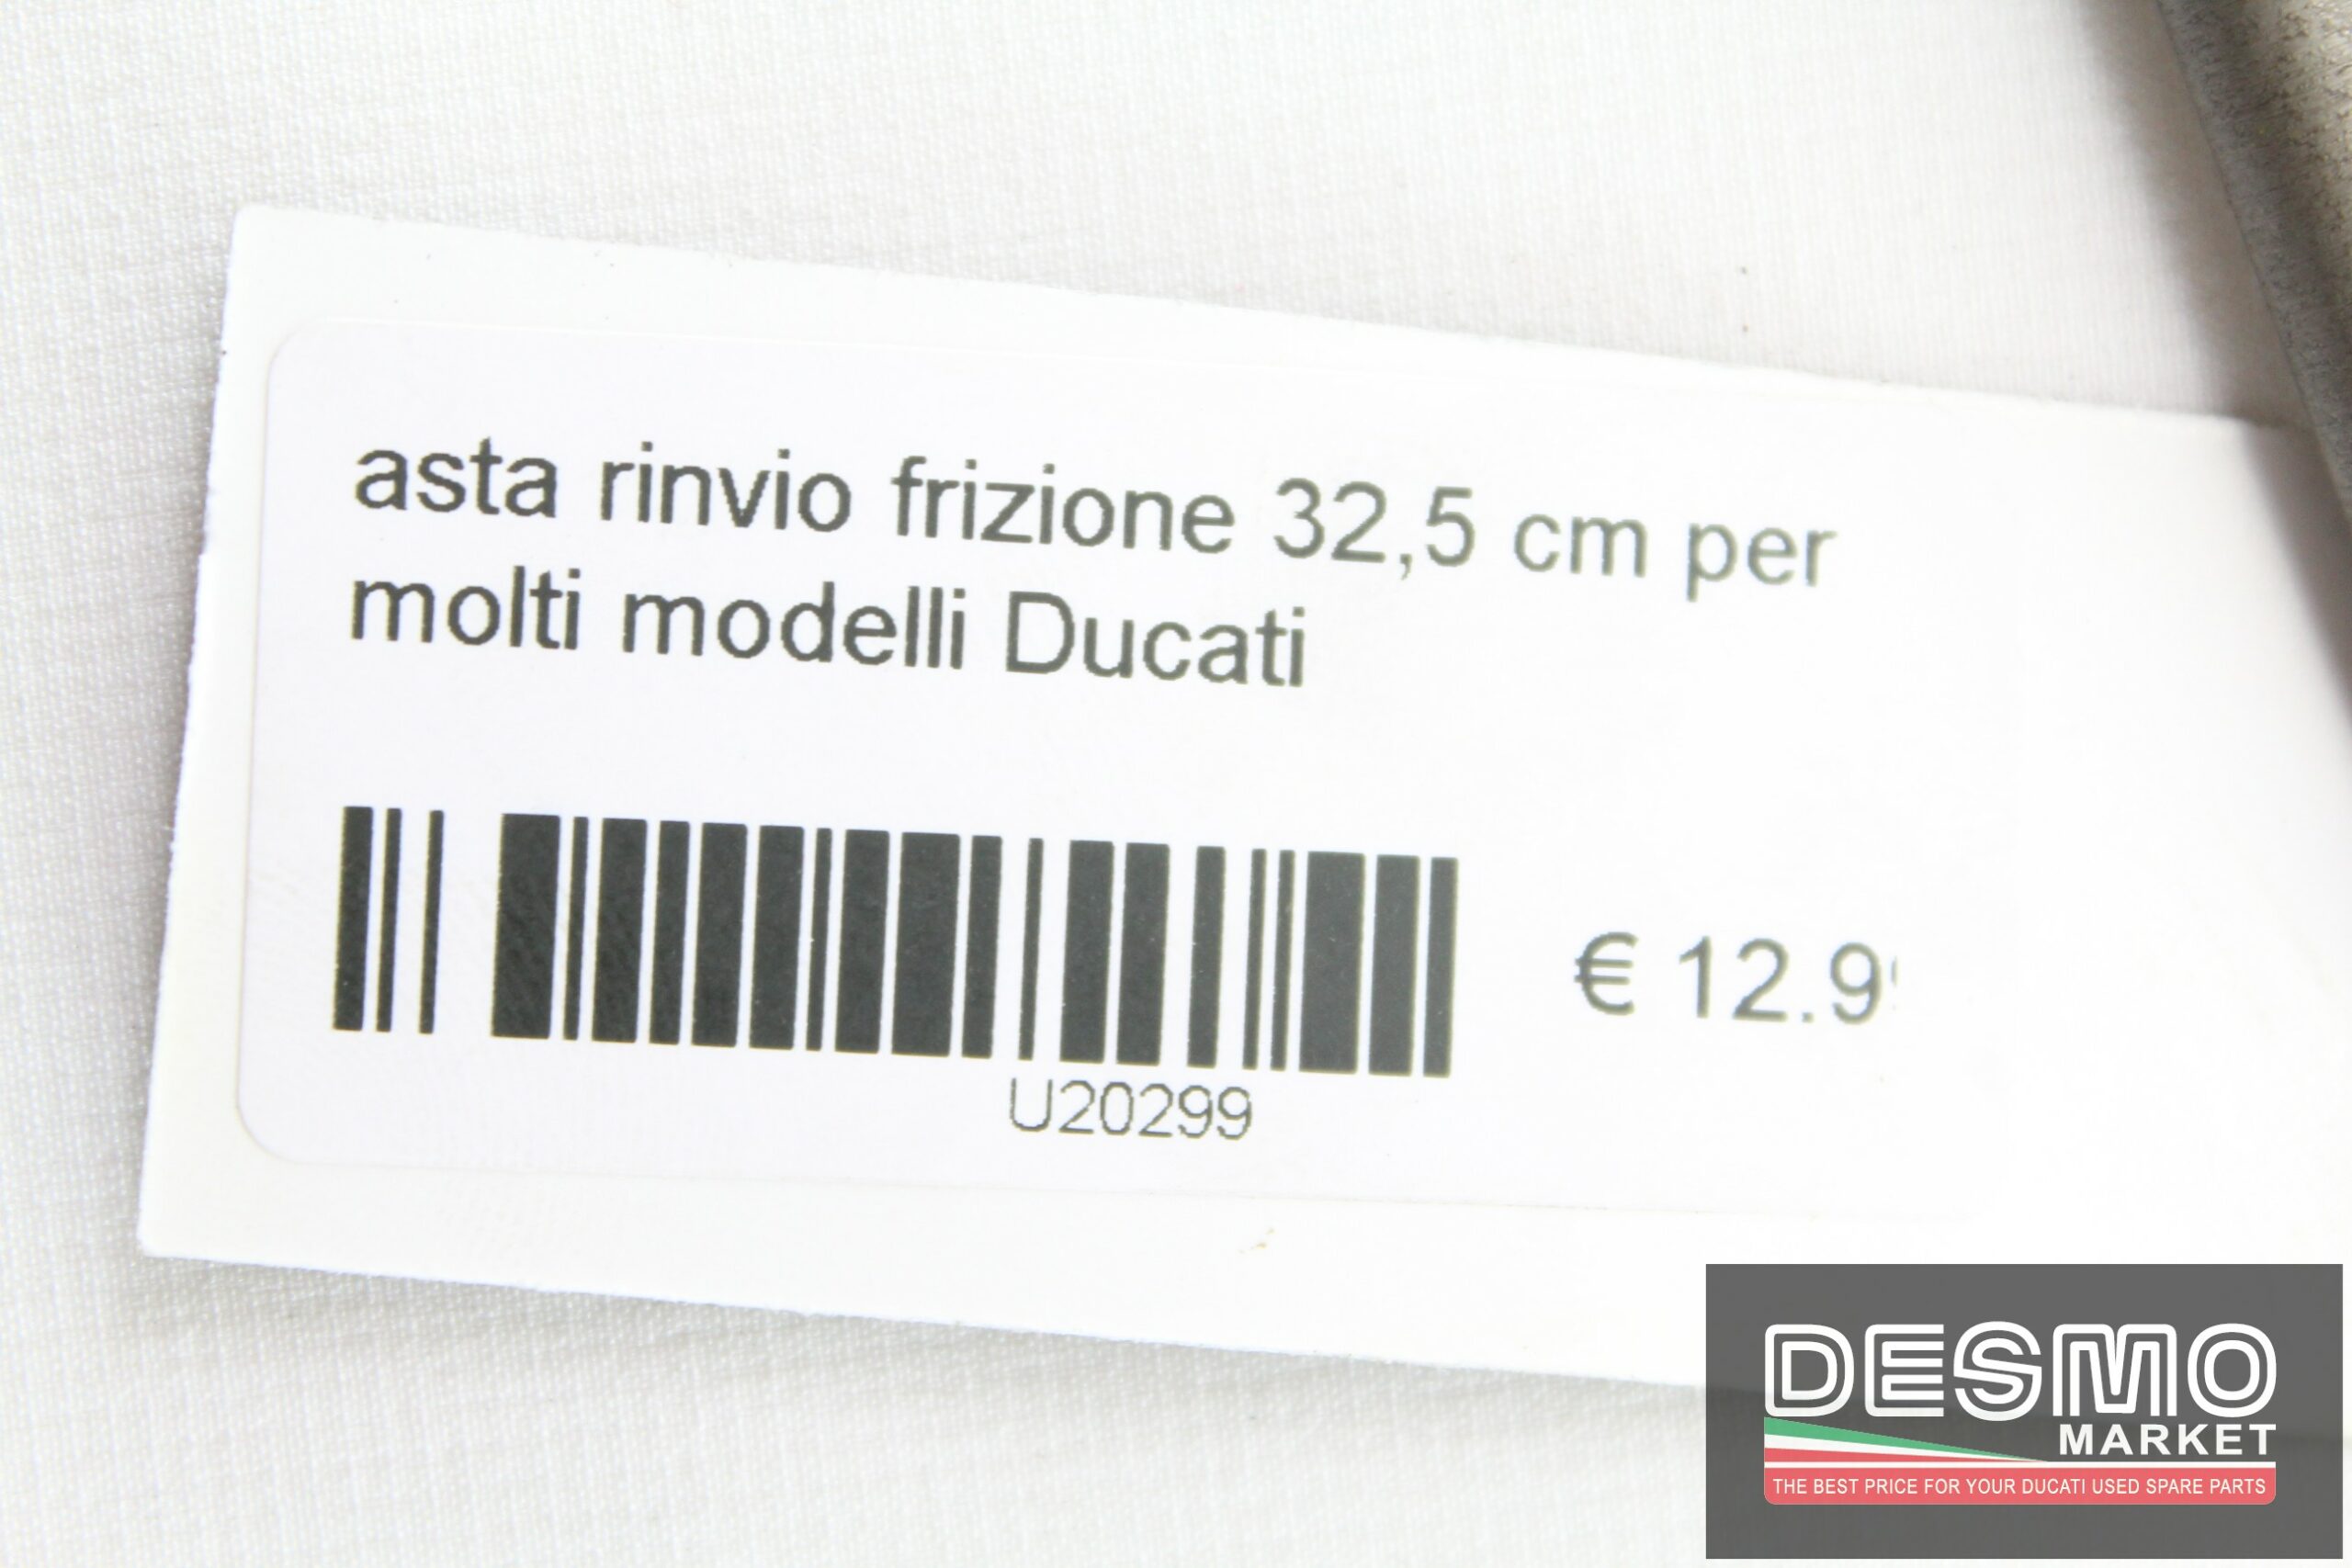 asta rinvio frizione 32,5 cm per
molti modelli Ducati
€ 12.9
U20299
DESMO
MARKET
THE BEST PRICE FOR YOUR DUCATI USED SPARE PARTS